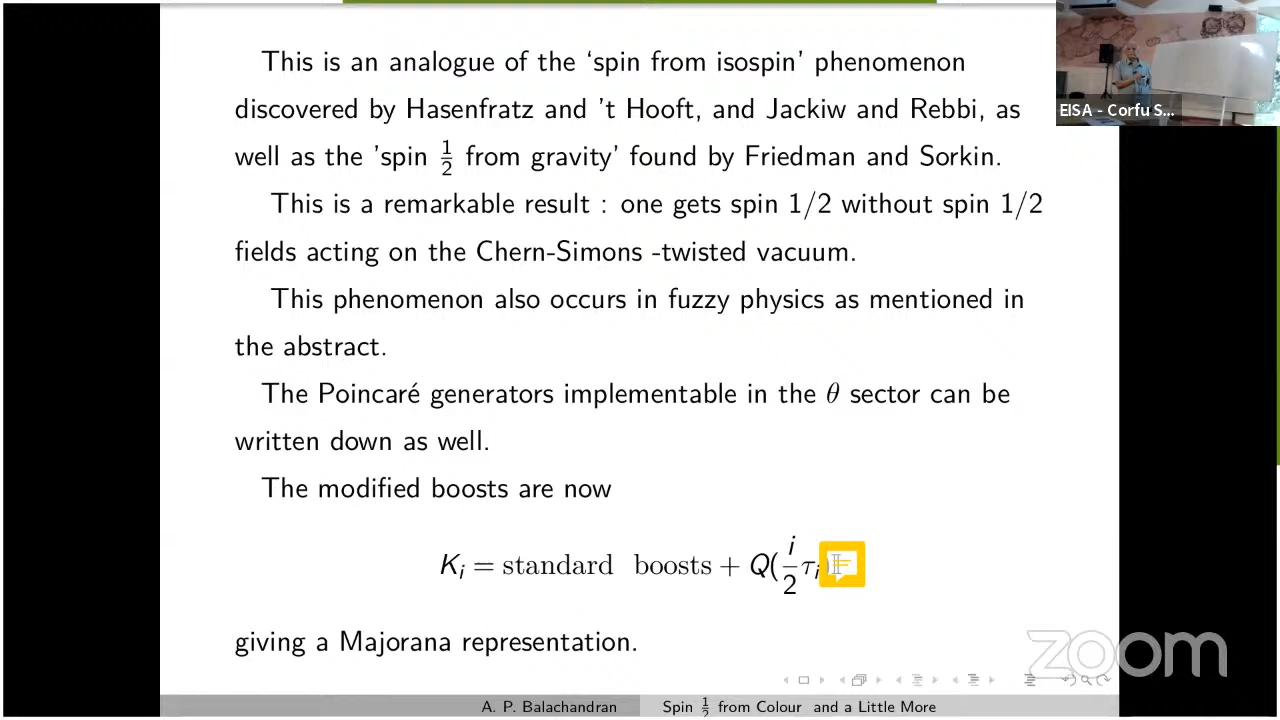 This is an analogue of the ‘spin from isospin’ phenomenon
discovered by Hasenfratz and ’t Hooft, and Jackiw and Rebbi, as
well as the ’spin 1/2 from gravity’ found by Friedman and Sorkin.
This is a remarkable result : one gets spin 1/2 without spin 1/2
fields acting on the Chern-Simons -twisted vacuum.
This phenomenon also occurs in fuzzy physics as mentioned in
the abstract.
The Poincaré generators implementable in the θ sector can be
written down as well.
The modified boosts are now
K_i = standard boosts + Q(i/2 τ_i)
giving a Majorana representation.
EISA - Corfu S...
zoom
A. P. Balachandran Spin 1/2 from Colour and a Little More